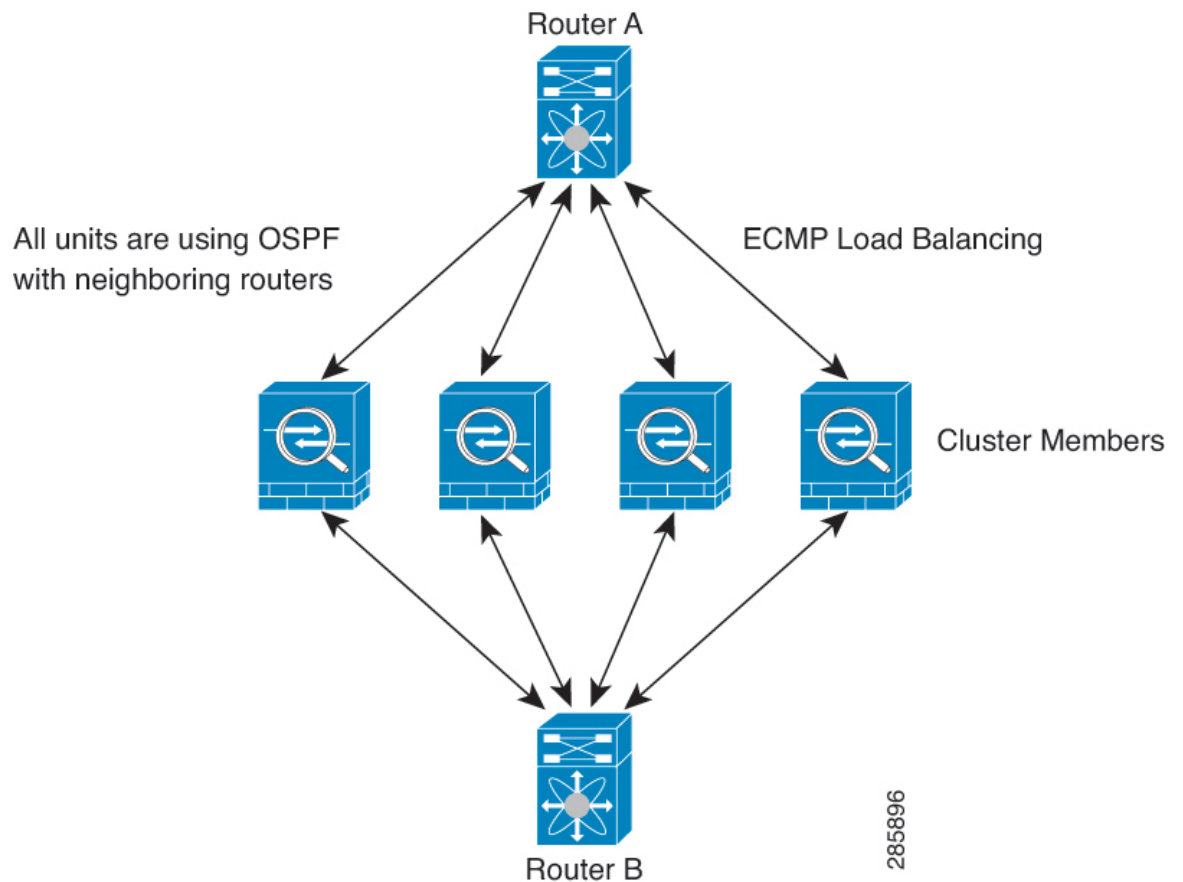 Router A
All units are using OSPF
with neighboring routers
ECMP Load Balancing
Cluster Members
Router B
285896